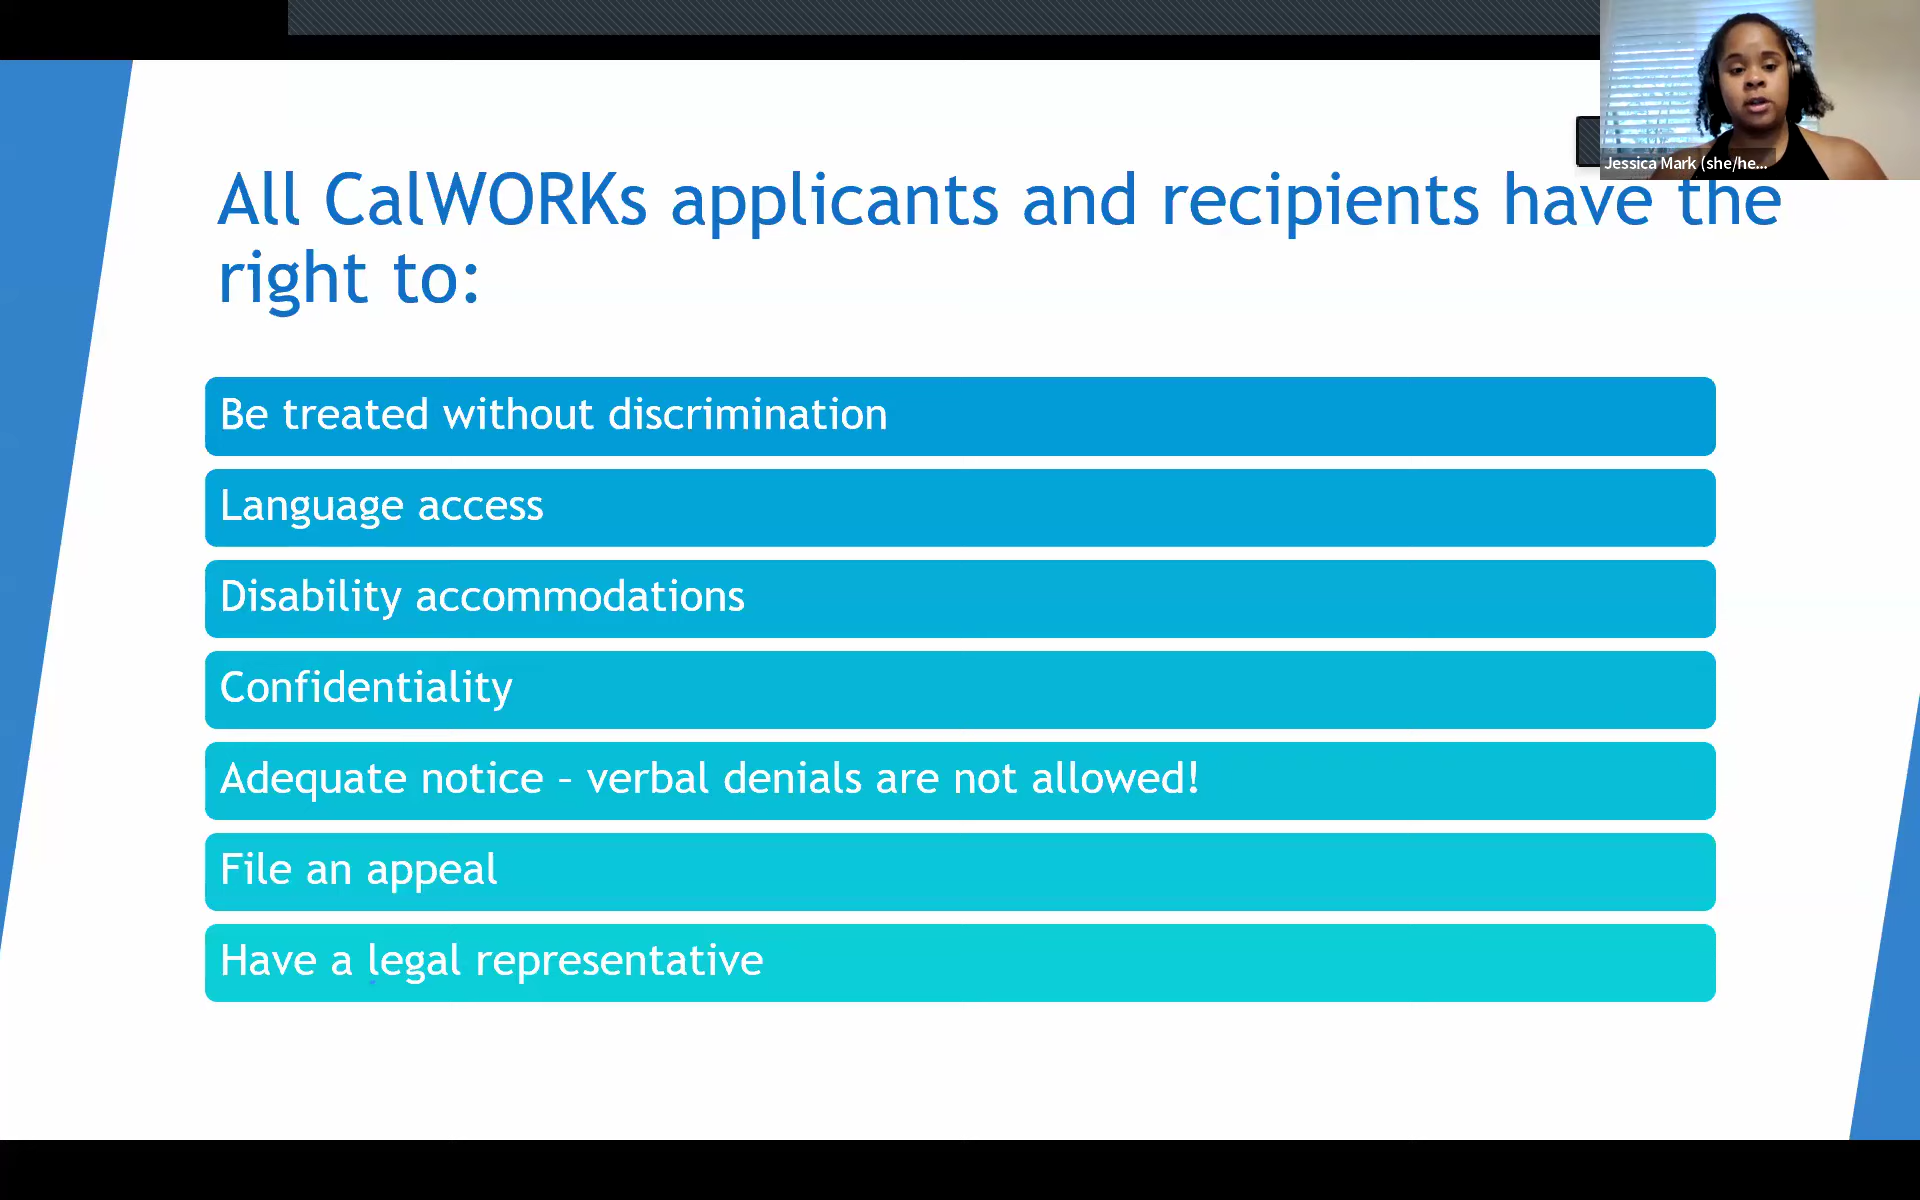 Jessica Mark (she/he...
All CalWORKs applicants and recipients have the
right to:
Be treated without discrimination
Language access
Disability accommodations
Confidentiality
Adequate notice – verbal denials are not allowed!
File an appeal
Have a legal representative